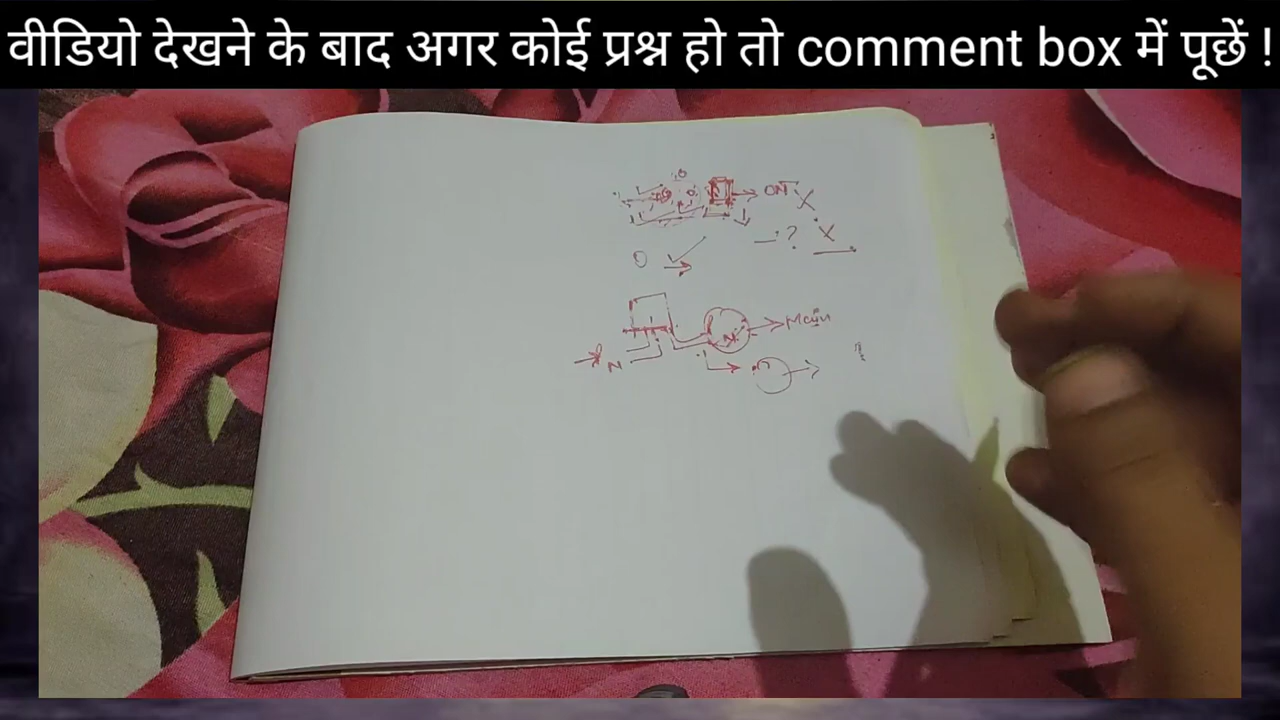 वीडियो देखने के बाद अगर कोई प्रश्न हो तो comment box में पूछें !
ON X
? X
O
Main
N